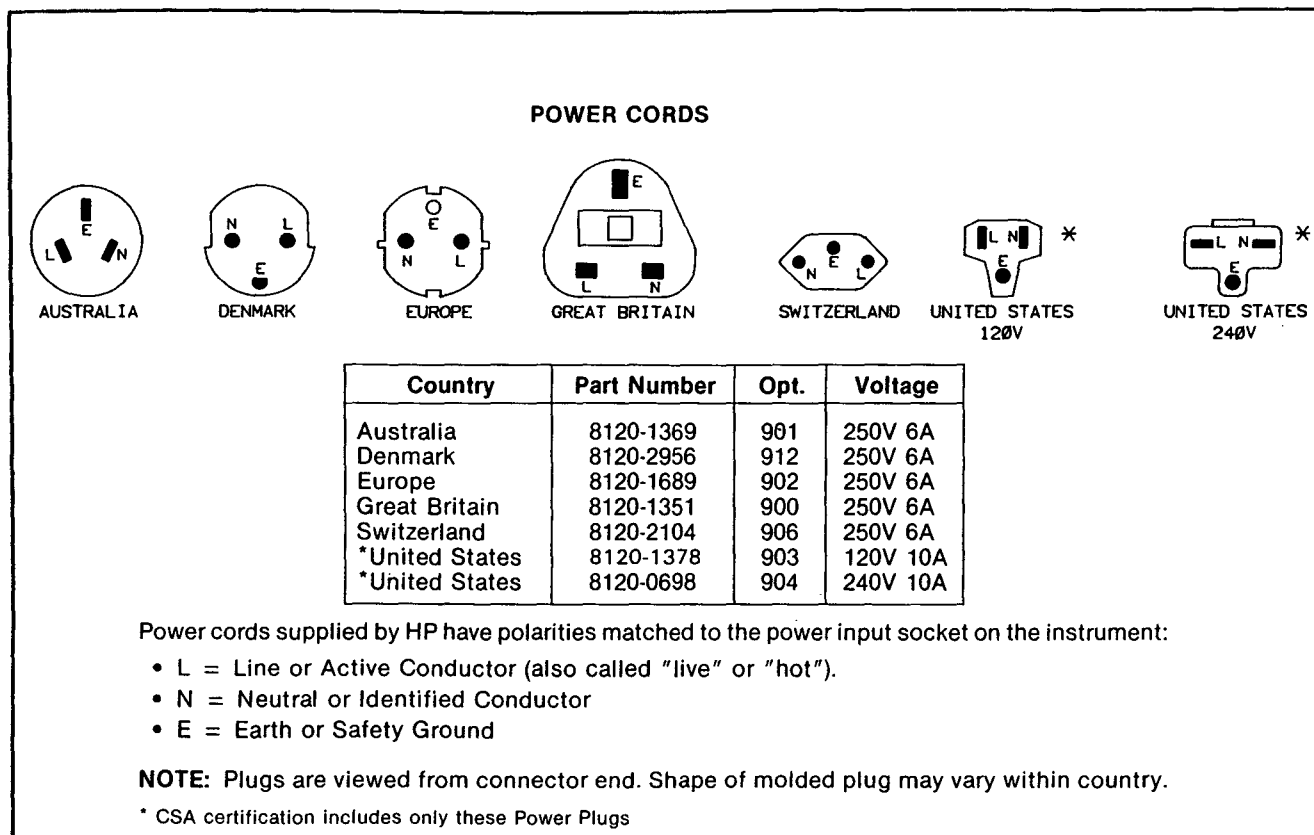 POWER CORDS
E
L N
AUSTRALIA
N L
E
DENMARK
E
N L
EUROPE
E
L N
GREAT BRITAIN
N E L
SWITZERLAND
L N *
E
UNITED STATES
120V
L N *
E
UNITED STATES
240V
Country Part Number Opt. Voltage
Australia 8120-1369 901 250V 6A
Denmark 8120-2956 912 250V 6A
Europe 8120-1689 902 250V 6A
Great Britain 8120-1351 900 250V 6A
Switzerland 8120-2104 906 250V 6A
*United States 8120-1378 903 120V 10A
*United States 8120-0698 904 240V 10A
Power cords supplied by HP have polarities matched to the power input socket on the instrument:
• L = Line or Active Conductor (also called "live" or "hot").
• N = Neutral or Identified Conductor
• E = Earth or Safety Ground
NOTE: Plugs are viewed from connector end. Shape of molded plug may vary within country.
* CSA certification includes only these Power Plugs